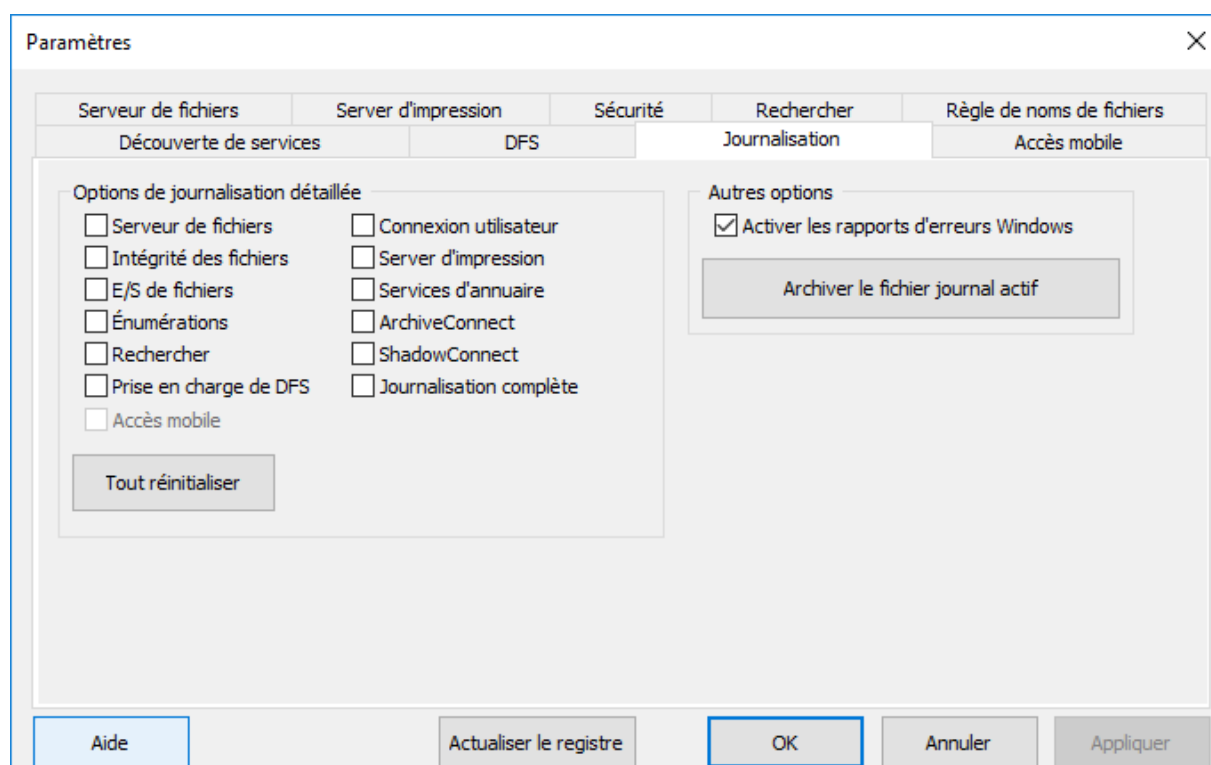 Paramètres
Serveur de fichiers
Server d'impression
Sécurité
Rechercher
Règle de noms de fichiers
Découverte de services
DFS
Journalisation
Accès mobile
Options de journalisation détaillée
Serveur de fichiers
Intégrité des fichiers
E/S de fichiers
Énumérations
Rechercher
Prise en charge de DFS
Accès mobile
Connexion utilisateur
Server d'impression
Services d'annuaire
ArchiveConnect
ShadowConnect
Journalisation complète
Tout réinitialiser
Autres options
Activer les rapports d'erreurs Windows
Archiver le fichier journal actif
Aide
Actualiser le registre
OK
Annuler
Appliquer